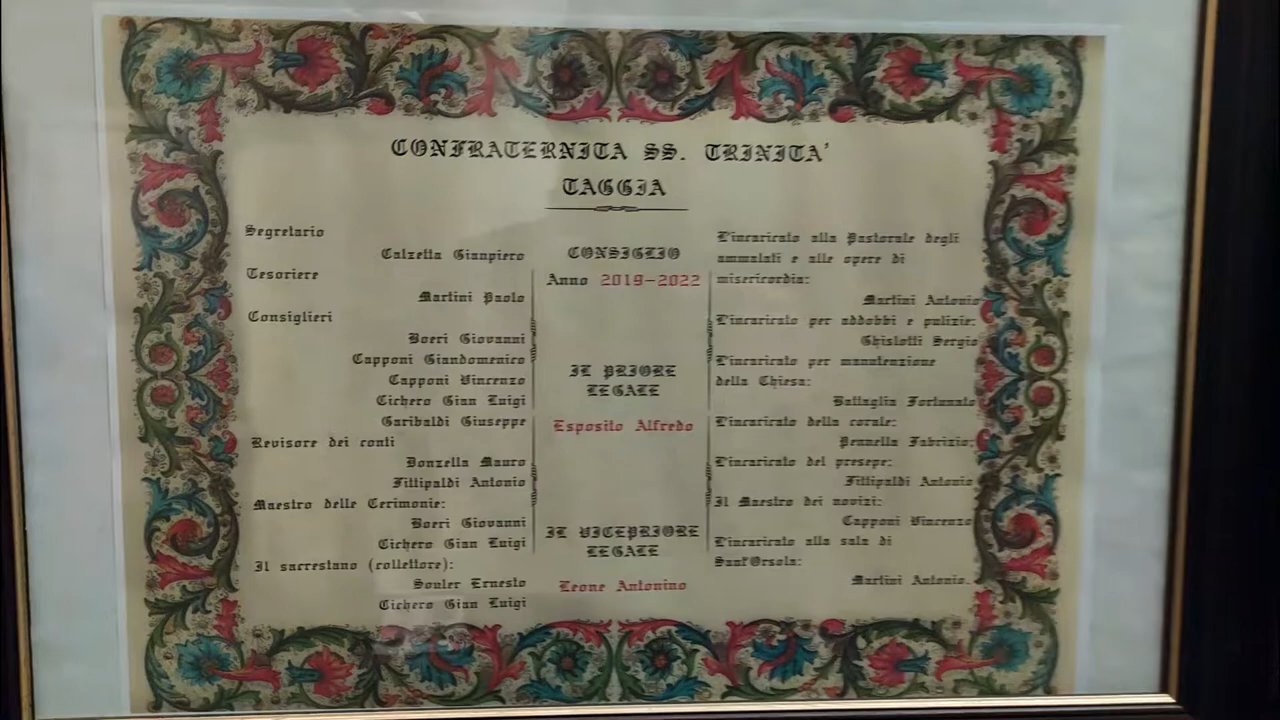 CONFRATERNITA SS. TRINITA'
TAGGIA
Segretario
Calzetta Gianpiero
Tesoriere
Martini Paolo
Consiglieri
Boeri Giovanni
Capponi Giandomenico
Capponi Vincenzo
Cichero Gian Luigi
Garibaldi Giuseppe
Revisore dei conti
Donzella Mauro
Fittipaldi Antonio
Maestro delle Cerimonie:
Boeri Giovanni
Cichero Gian Luigi
Il sacrestano (collettore):
Souler Ernesto
Cichero Gian Luigi
CONSIGLIO
Anno 2019-2022
IL PRIORE
LEGALE
Esposito Alfredo
IL VICEPRIORE
LEGALE
Leone Antonino
L'incaricato alla Pastorale degli
ammalati e alle opere di
misericordia:
Martini Antonio
L'incaricato per addobbi e pulizie:
Ghislotti Sergio
L'incaricato per manutenzione
della Chiesa:
Battaglia Fortunato
L'incaricato della corale:
Pennella Fabrizio;
L'incaricato del presepe:
Fittipaldi Antonio
Il Maestro dei novizi:
Capponi Vincenzo
L'incaricato alla sala di
Sant'Orsola:
Martini Antonio.